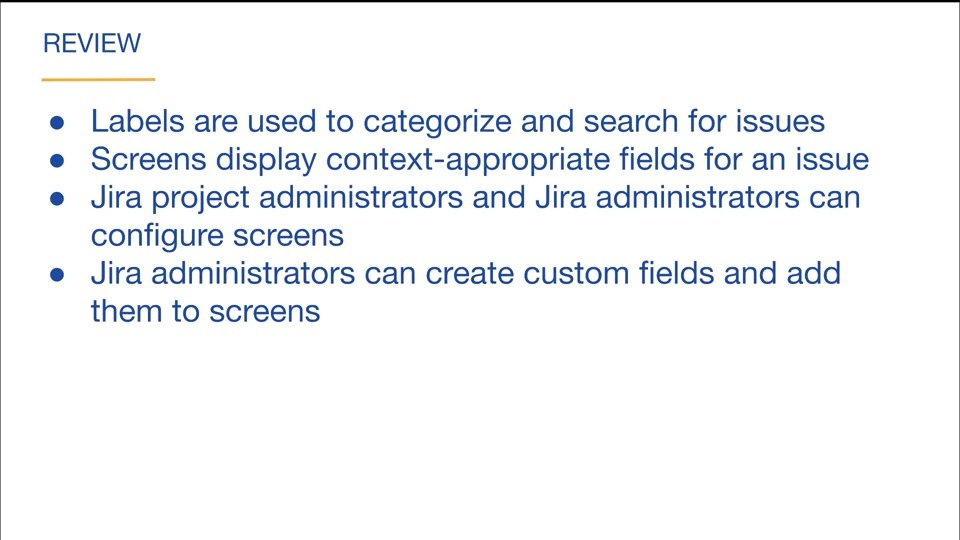 REVIEW
● Labels are used to categorize and search for issues
● Screens display context-appropriate fields for an issue
● Jira project administrators and Jira administrators can
configure screens
● Jira administrators can create custom fields and add
them to screens